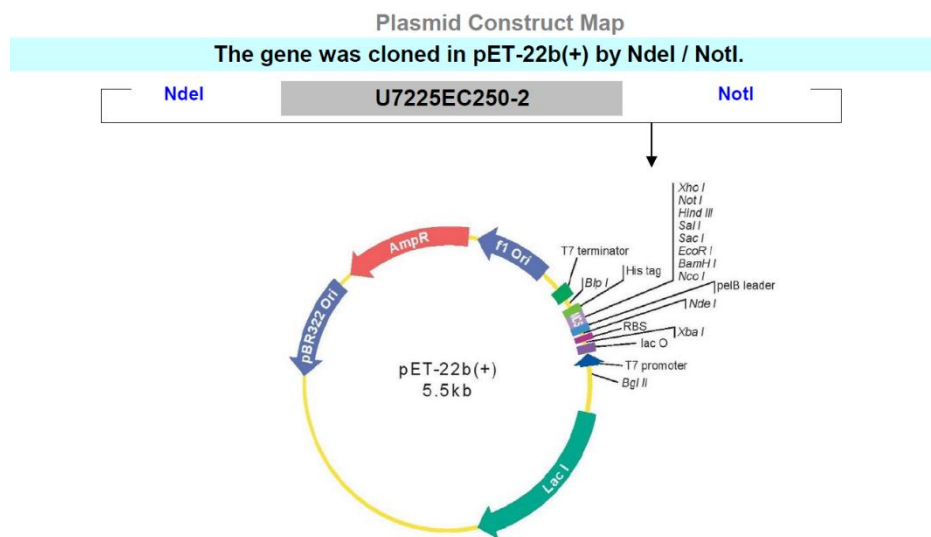 Plasmid Construct Map
The gene was cloned in pET-22b(+) by NdeI / NotI.
NdeI
U7225EC250-2
NotI
Xho I
Not I
Hind III
Sal I
Sac I
EcoR I
BamH I
Nco I
AmpR
f1 Ori
T7 terminator
Blp I
His tag
pelB leader
Nde I
pBR322 Ori
RBS
Xba I
lac O
pET-22b(+)
5.5kb
T7 promoter
Bgl II
Lac I